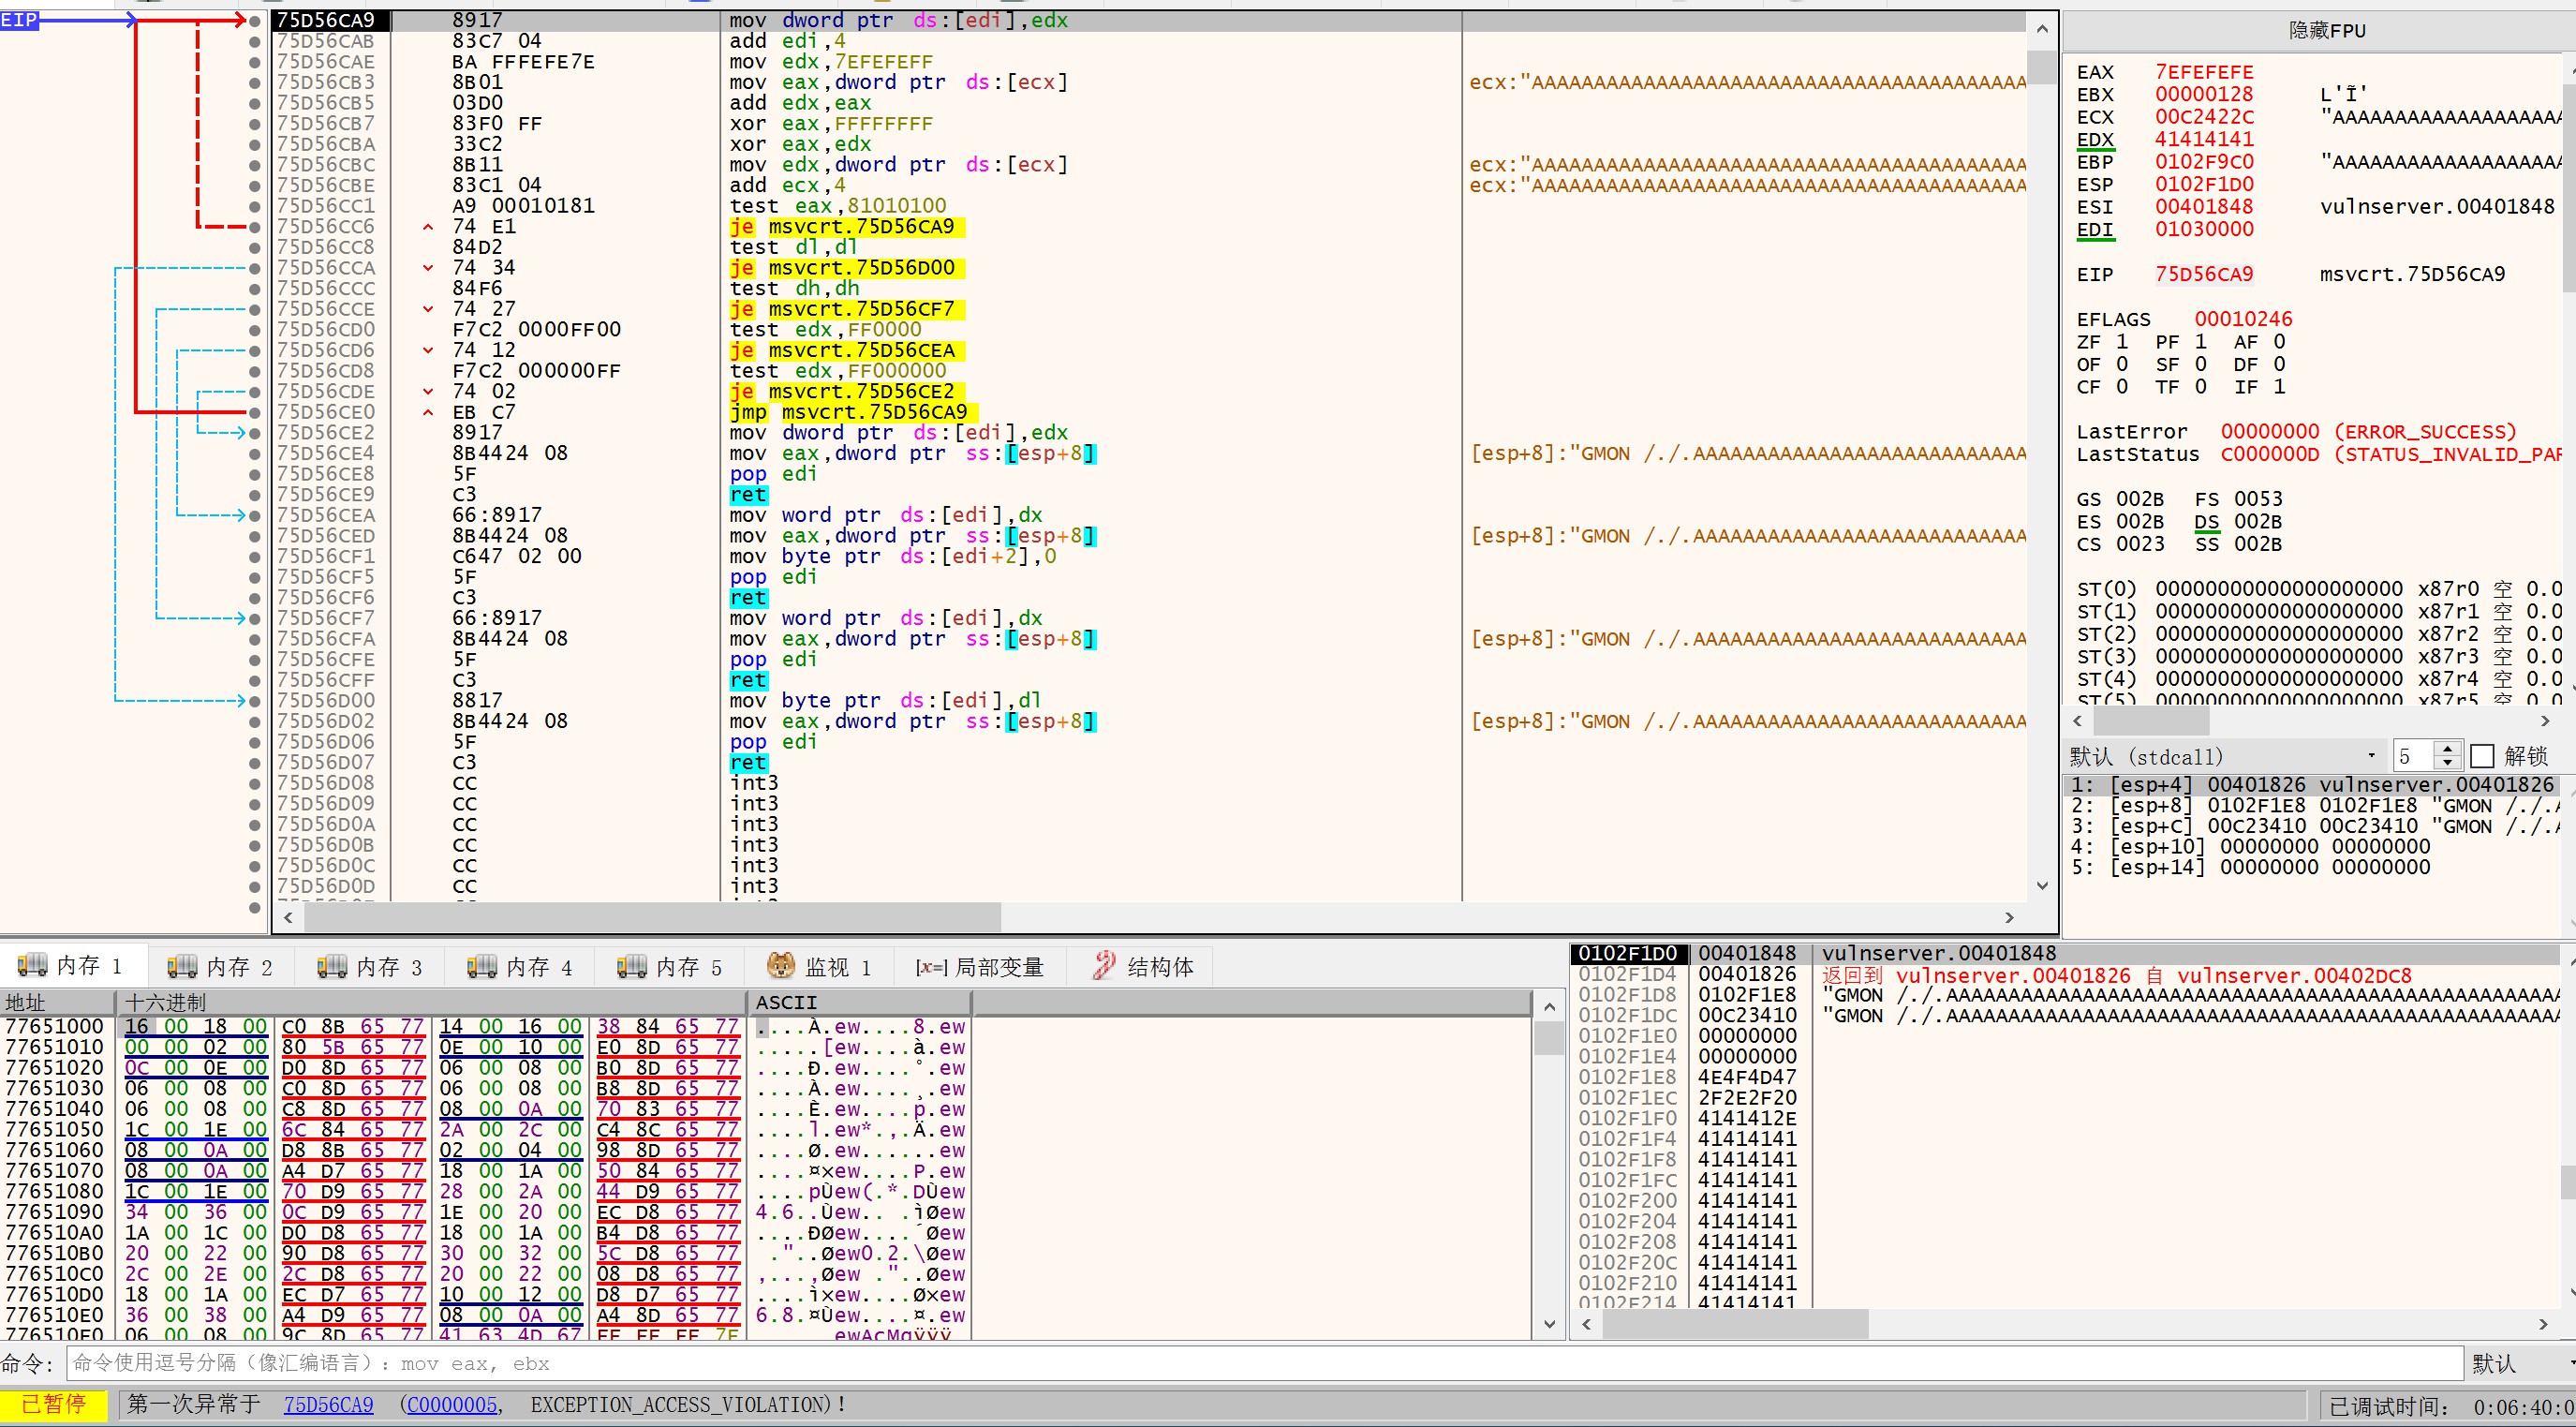 EIP
75D56CA9 8917 mov dword ptr ds:[edi],edx
75D56CAB 83C7 04 add edi,4
75D56CAE BA FFFEFE7E mov edx,7EFEFEFF
75D56CB3 8B01 mov eax,dword ptr ds:[ecx] ecx:"AAAAAAAAAAAAAAAAAAAAAAAAAAAAAAAAAAAAAAAA
75D56CB5 03D0 add edx,eax
75D56CB7 83F0 FF xor eax,FFFFFFFF
75D56CBA 33C2 xor eax,edx
75D56CBC 8B11 mov edx,dword ptr ds:[ecx] ecx:"AAAAAAAAAAAAAAAAAAAAAAAAAAAAAAAAAAAAAAAA
75D56CBE 83C1 04 add ecx,4 ecx:"AAAAAAAAAAAAAAAAAAAAAAAAAAAAAAAAAAAAAAAA
75D56CC1 A9 00010181 test eax,81010100
75D56CC6 74 E1 je msvcrt.75D56CA9
75D56CC8 84D2 test dl,dl
75D56CCA 74 34 je msvcrt.75D56D00
75D56CCC 84F6 test dh,dh
75D56CCE 74 27 je msvcrt.75D56CF7
75D56CD0 F7C2 0000FF00 test edx,FF0000
75D56CD6 74 12 je msvcrt.75D56CEA
75D56CD8 F7C2 000000FF test edx,FF000000
75D56CDE 74 02 je msvcrt.75D56CE2
75D56CE0 EB C7 jmp msvcrt.75D56CA9
75D56CE2 8917 mov dword ptr ds:[edi],edx
75D56CE4 8B4424 08 mov eax,dword ptr ss:[esp+8] [esp+8]:"GMON /./.AAAAAAAAAAAAAAAAAAAAAAAAAAA
75D56CE8 5F pop edi
75D56CE9 C3 ret
75D56CEA 66:8917 mov word ptr ds:[edi],dx
75D56CED 8B4424 08 mov eax,dword ptr ss:[esp+8] [esp+8]:"GMON /./.AAAAAAAAAAAAAAAAAAAAAAAAAAA
75D56CF1 C647 02 00 mov byte ptr ds:[edi+2],0
75D56CF5 5F pop edi
75D56CF6 C3 ret
75D56CF7 66:8917 mov word ptr ds:[edi],dx
75D56CFA 8B4424 08 mov eax,dword ptr ss:[esp+8] [esp+8]:"GMON /./.AAAAAAAAAAAAAAAAAAAAAAAAAAA
75D56CFE 5F pop edi
75D56CFF C3 ret
75D56D00 8817 mov byte ptr ds:[edi],dl
75D56D02 8B4424 08 mov eax,dword ptr ss:[esp+8] [esp+8]:"GMON /./.AAAAAAAAAAAAAAAAAAAAAAAAAAA
75D56D06 5F pop edi
75D56D07 C3 ret
75D56D08 CC int3
75D56D09 CC int3
75D56D0A CC int3
75D56D0B CC int3
75D56D0C CC int3
75D56D0D CC int3
隐藏FPU
EAX 7EFEFEFE
EBX 00000128 L'Ĩ'
ECX 00C2422C "AAAAAAAAAAAAAAAAAAA
EDX 41414141
EBP 0102F9C0 "AAAAAAAAAAAAAAAAAAA
ESP 0102F1D0
ESI 00401848 vulnserver.00401848
EDI 01030000
EIP 75D56CA9 msvcrt.75D56CA9
EFLAGS 00010246
ZF 1 PF 1 AF 0
OF 0 SF 0 DF 0
CF 0 TF 0 IF 1
LastError 00000000 (ERROR_SUCCESS)
LastStatus C000000D (STATUS_INVALID_PAR
GS 002B FS 0053
ES 002B DS 002B
CS 0023 SS 002B
ST(0) 00000000000000000000 x87r0 空 0.0
ST(1) 00000000000000000000 x87r1 空 0.0
ST(2) 00000000000000000000 x87r2 空 0.0
ST(3) 00000000000000000000 x87r3 空 0.0
ST(4) 00000000000000000000 x87r4 空 0.0
ST(5) 00000000000000000000 x87r5 空 0.0
默认 (stdcall) 5 解锁
1: [esp+4] 00401826 vulnserver.00401826
2: [esp+8] 0102F1E8 0102F1E8 "GMON /./.A
3: [esp+C] 00C23410 00C23410 "GMON /./.A
4: [esp+10] 00000000 00000000
5: [esp+14] 00000000 00000000
内存 1 内存 2 内存 3 内存 4 内存 5 监视 1 [x=] 局部变量 结构体
地址 十六进制 ASCII
77651000 16 00 18 00 C0 8B 65 77 14 00 16 00 38 84 65 77 ....À.ew....8.ew
77651010 00 00 02 00 80 5B 65 77 0E 00 10 00 E0 8D 65 77 .....[ew....à.ew
77651020 0C 00 0E 00 D0 8D 65 77 06 00 08 00 B0 8D 65 77 ....Ð.ew....°.ew
77651030 06 00 08 00 C0 8D 65 77 06 00 08 00 B8 8D 65 77 ....À.ew....¸.ew
77651040 06 00 08 00 C8 8D 65 77 08 00 0A 00 70 83 65 77 ....È.ew....p.ew
77651050 1C 00 1E 00 6C 84 65 77 2A 00 2C 00 C4 8C 65 77 ....l.ew*.,.Ä.ew
77651060 08 00 0A 00 D8 8B 65 77 02 00 04 00 98 8D 65 77 ....Ø.ew......ew
77651070 08 00 0A 00 A4 D7 65 77 18 00 1A 00 50 84 65 77 ....¤×ew....P.ew
77651080 1C 00 1E 00 70 D9 65 77 28 00 2A 00 44 D9 65 77 ....pÙew(.*.DÙew
77651090 34 00 36 00 0C D9 65 77 1E 00 20 00 EC D8 65 77 4.6..Ùew.. .ìØew
776510A0 1A 00 1C 00 D0 D8 65 77 18 00 1A 00 B4 D8 65 77 ....ÐØew....´Øew
776510B0 20 00 22 00 90 D8 65 77 30 00 32 00 5C D8 65 77  ."..Øew0.2.\Øew
776510C0 2C 00 2E 00 2C D8 65 77 20 00 22 00 08 D8 65 77 ,...,Øew ."..Øew
776510D0 18 00 1A 00 EC D7 65 77 10 00 12 00 D8 D7 65 77 ....ì×ew....Ø×ew
776510E0 36 00 38 00 A4 D9 65 77 08 00 0A 00 A4 8D 65 77 6.8.¤Ùew....¤.ew
776510F0 06 00 08 00 9C 8D 65 77 41 63 4D 67 FF FF FF 7F ......ewAcMgÿÿÿ.
0102F1D0 00401848 vulnserver.00401848
0102F1D4 00401826 返回到 vulnserver.00401826 自 vulnserver.00402DC8
0102F1D8 0102F1E8 "GMON /./.AAAAAAAAAAAAAAAAAAAAAAAAAAAAAAAAAAAAAAAAAAAAAAAAAA
0102F1DC 00C23410 "GMON /./.AAAAAAAAAAAAAAAAAAAAAAAAAAAAAAAAAAAAAAAAAAAAAAAAAA
0102F1E0 00000000
0102F1E4 00000000
0102F1E8 4E4F4D47
0102F1EC 2F2E2F20
0102F1F0 4141412E
0102F1F4 41414141
0102F1F8 41414141
0102F1FC 41414141
0102F200 41414141
0102F204 41414141
0102F208 41414141
0102F20C 41414141
0102F210 41414141
0102F214 41414141
命令: 命令使用逗号分隔（像汇编语言）: mov eax, ebx 默认
已暂停 第一次异常于 75D56CA9 (C0000005, EXCEPTION_ACCESS_VIOLATION)! 已调试时间: 0:06:40:0